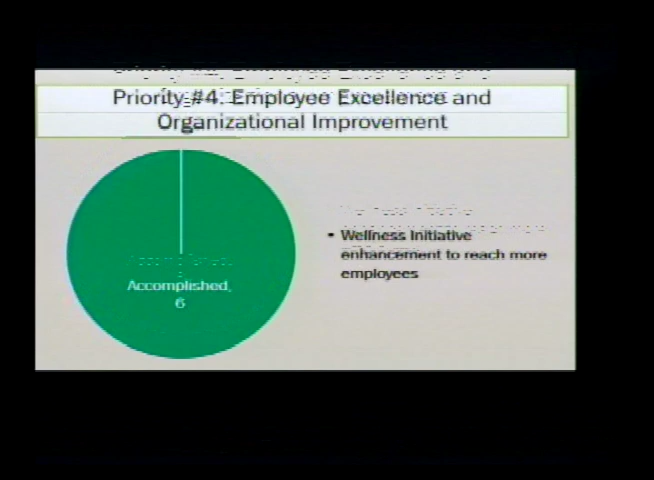 Priority #4: Employee Excellence and
Organizational Improvement
Accomplished,
6
• Wellness Initiative
enhancement to reach more
employees